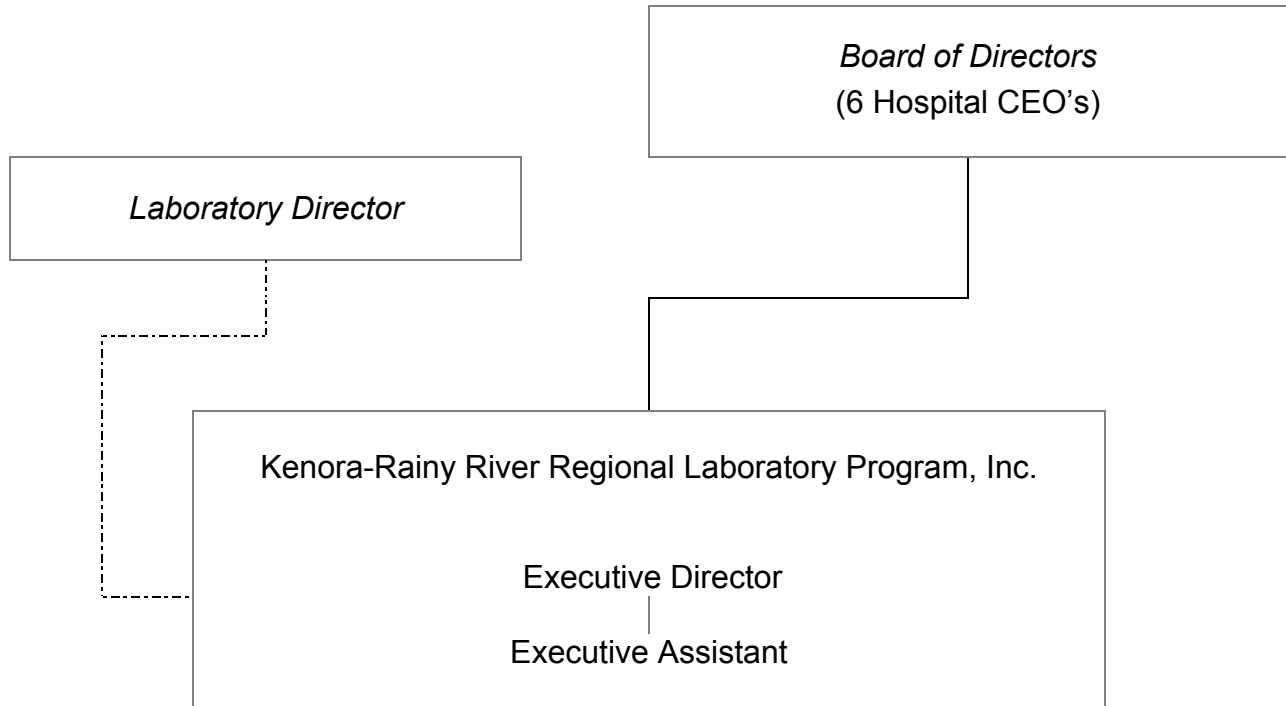 Board of Directors
(6 Hospital CEO’s)
Laboratory Director
Kenora-Rainy River Regional Laboratory Program, Inc.
Executive Director
Executive Assistant